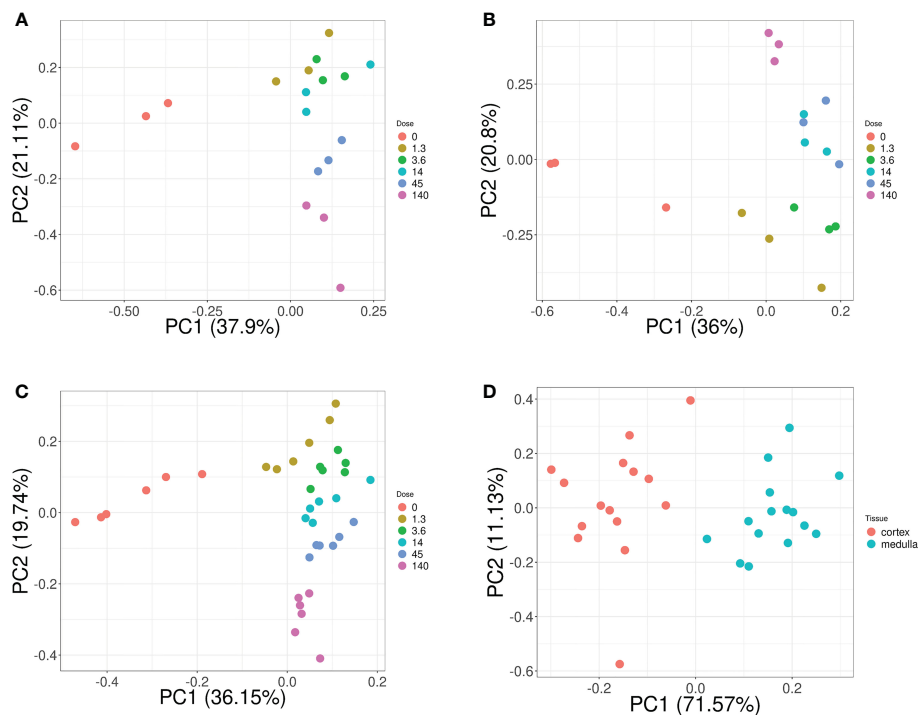 A
0.2
0.0
-0.2
-0.4
-0.6
PC2 (21.11%)
-0.50
-0.25
0.00
0.25
PC1 (37.9%)
Dose
0
1.3
3.6
14
45
140
B
0.25
0.00
-0.25
PC2 (20.8%)
-0.6
-0.4
-0.2
0.0
0.2
PC1 (36%)
Dose
0
1.3
3.6
14
45
140
C
0.2
0.0
-0.2
-0.4
PC2 (19.74%)
-0.4
-0.2
0.0
0.2
PC1 (36.15%)
Dose
0
1.3
3.6
14
45
140
D
0.4
0.2
0.0
-0.2
-0.4
-0.6
PC2 (11.13%)
-0.2
0.0
0.2
PC1 (71.57%)
Tissue
cortex
medulla